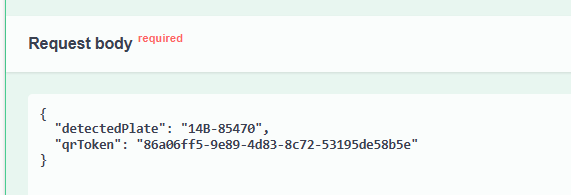 Request body required
{
  "detectedPlate": "14B-85470",
  "qrToken": "86a06ff5-9e89-4d83-8c72-53195de58b5e"
}